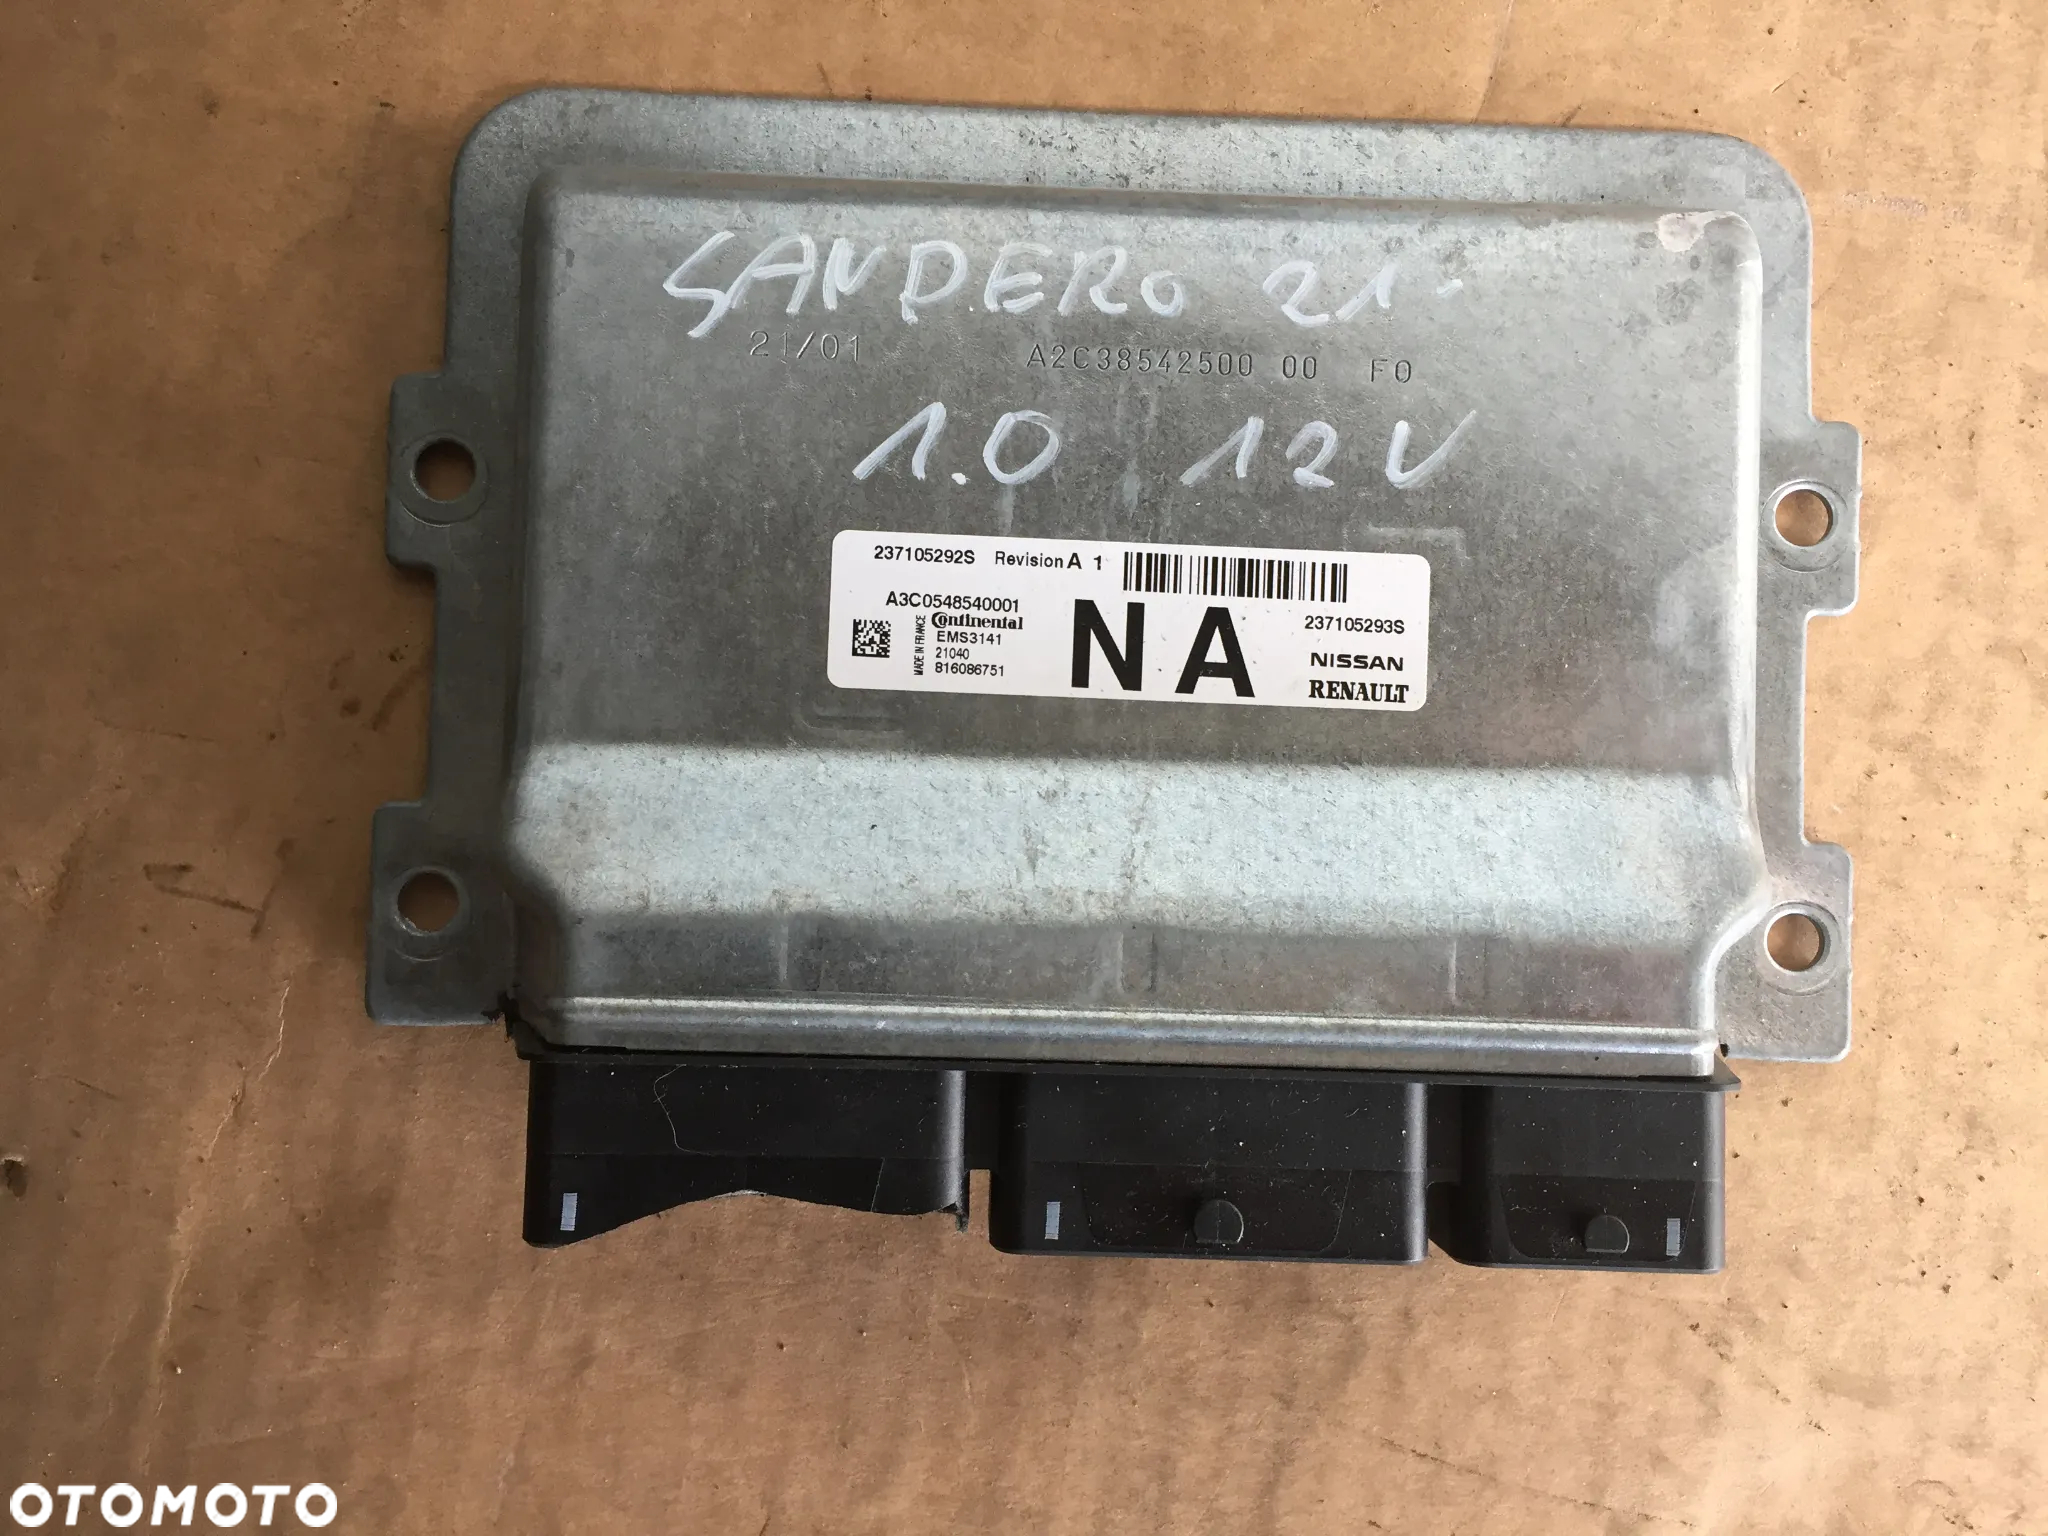 SANDERO 21-
21/01 A2C38542500 00 F0
1.0 12V
237105292S Revision A 1
A3C0548540001
Continental
EMS3141
21040
816086751
MADE IN FRANCE
NA
237105293S
NISSAN
RENAULT
OTOMOTO